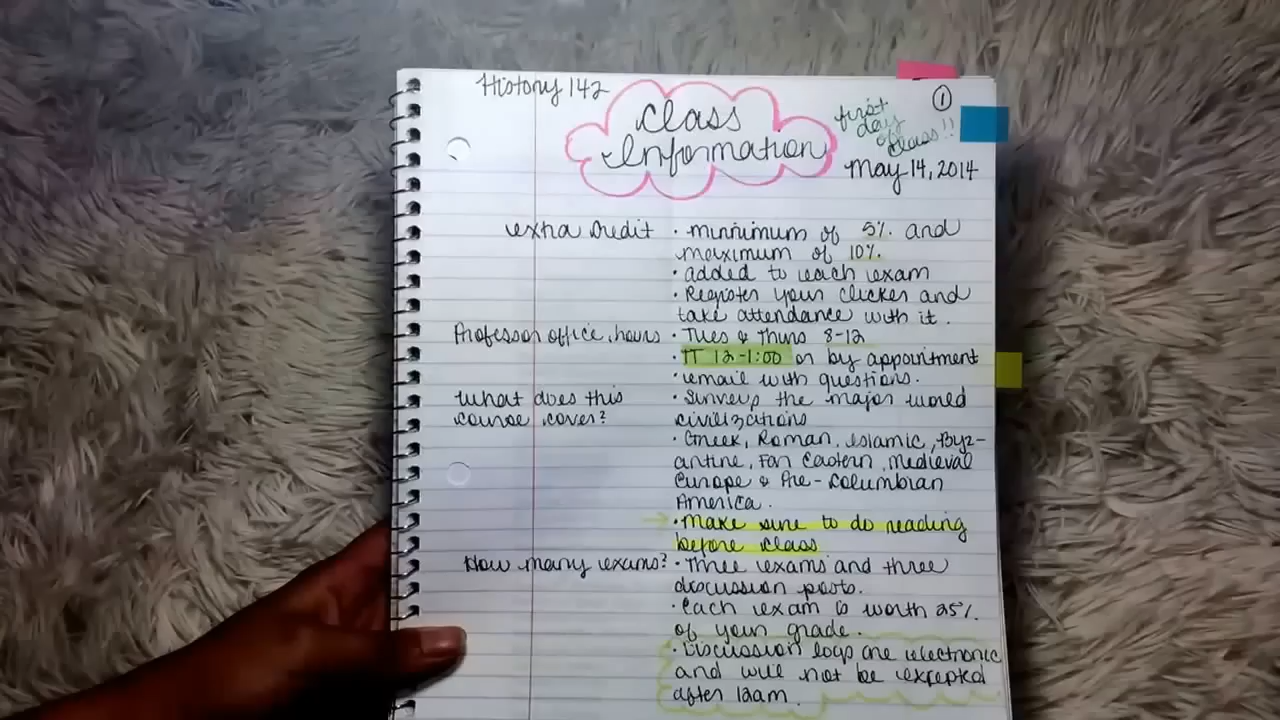 History 142
Class
Information
first
day
of
class!!
1
May 14, 2014
extra credit · minimum of 5% and
maximum of 10%.
· added to each exam
· Register your clicker and
take attendance with it.
Professor office hours · Tues & Thurs 8-12
· TT 12-1:00 or by appointment
· email with questions.
What does this · Surveys the major world
course cover? civilizations
· Greek, Roman, Islamic, Byz-
antine, Far Eastern, Medieval
Europe & Pre-Columbian
America.
· Make sure to do reading
before class
How many exams? · Three exams and three
discussion posts.
· Each exam is worth 25%
of your grade.
· Discussion logs are electronic
and will not be excepted
after 12am.